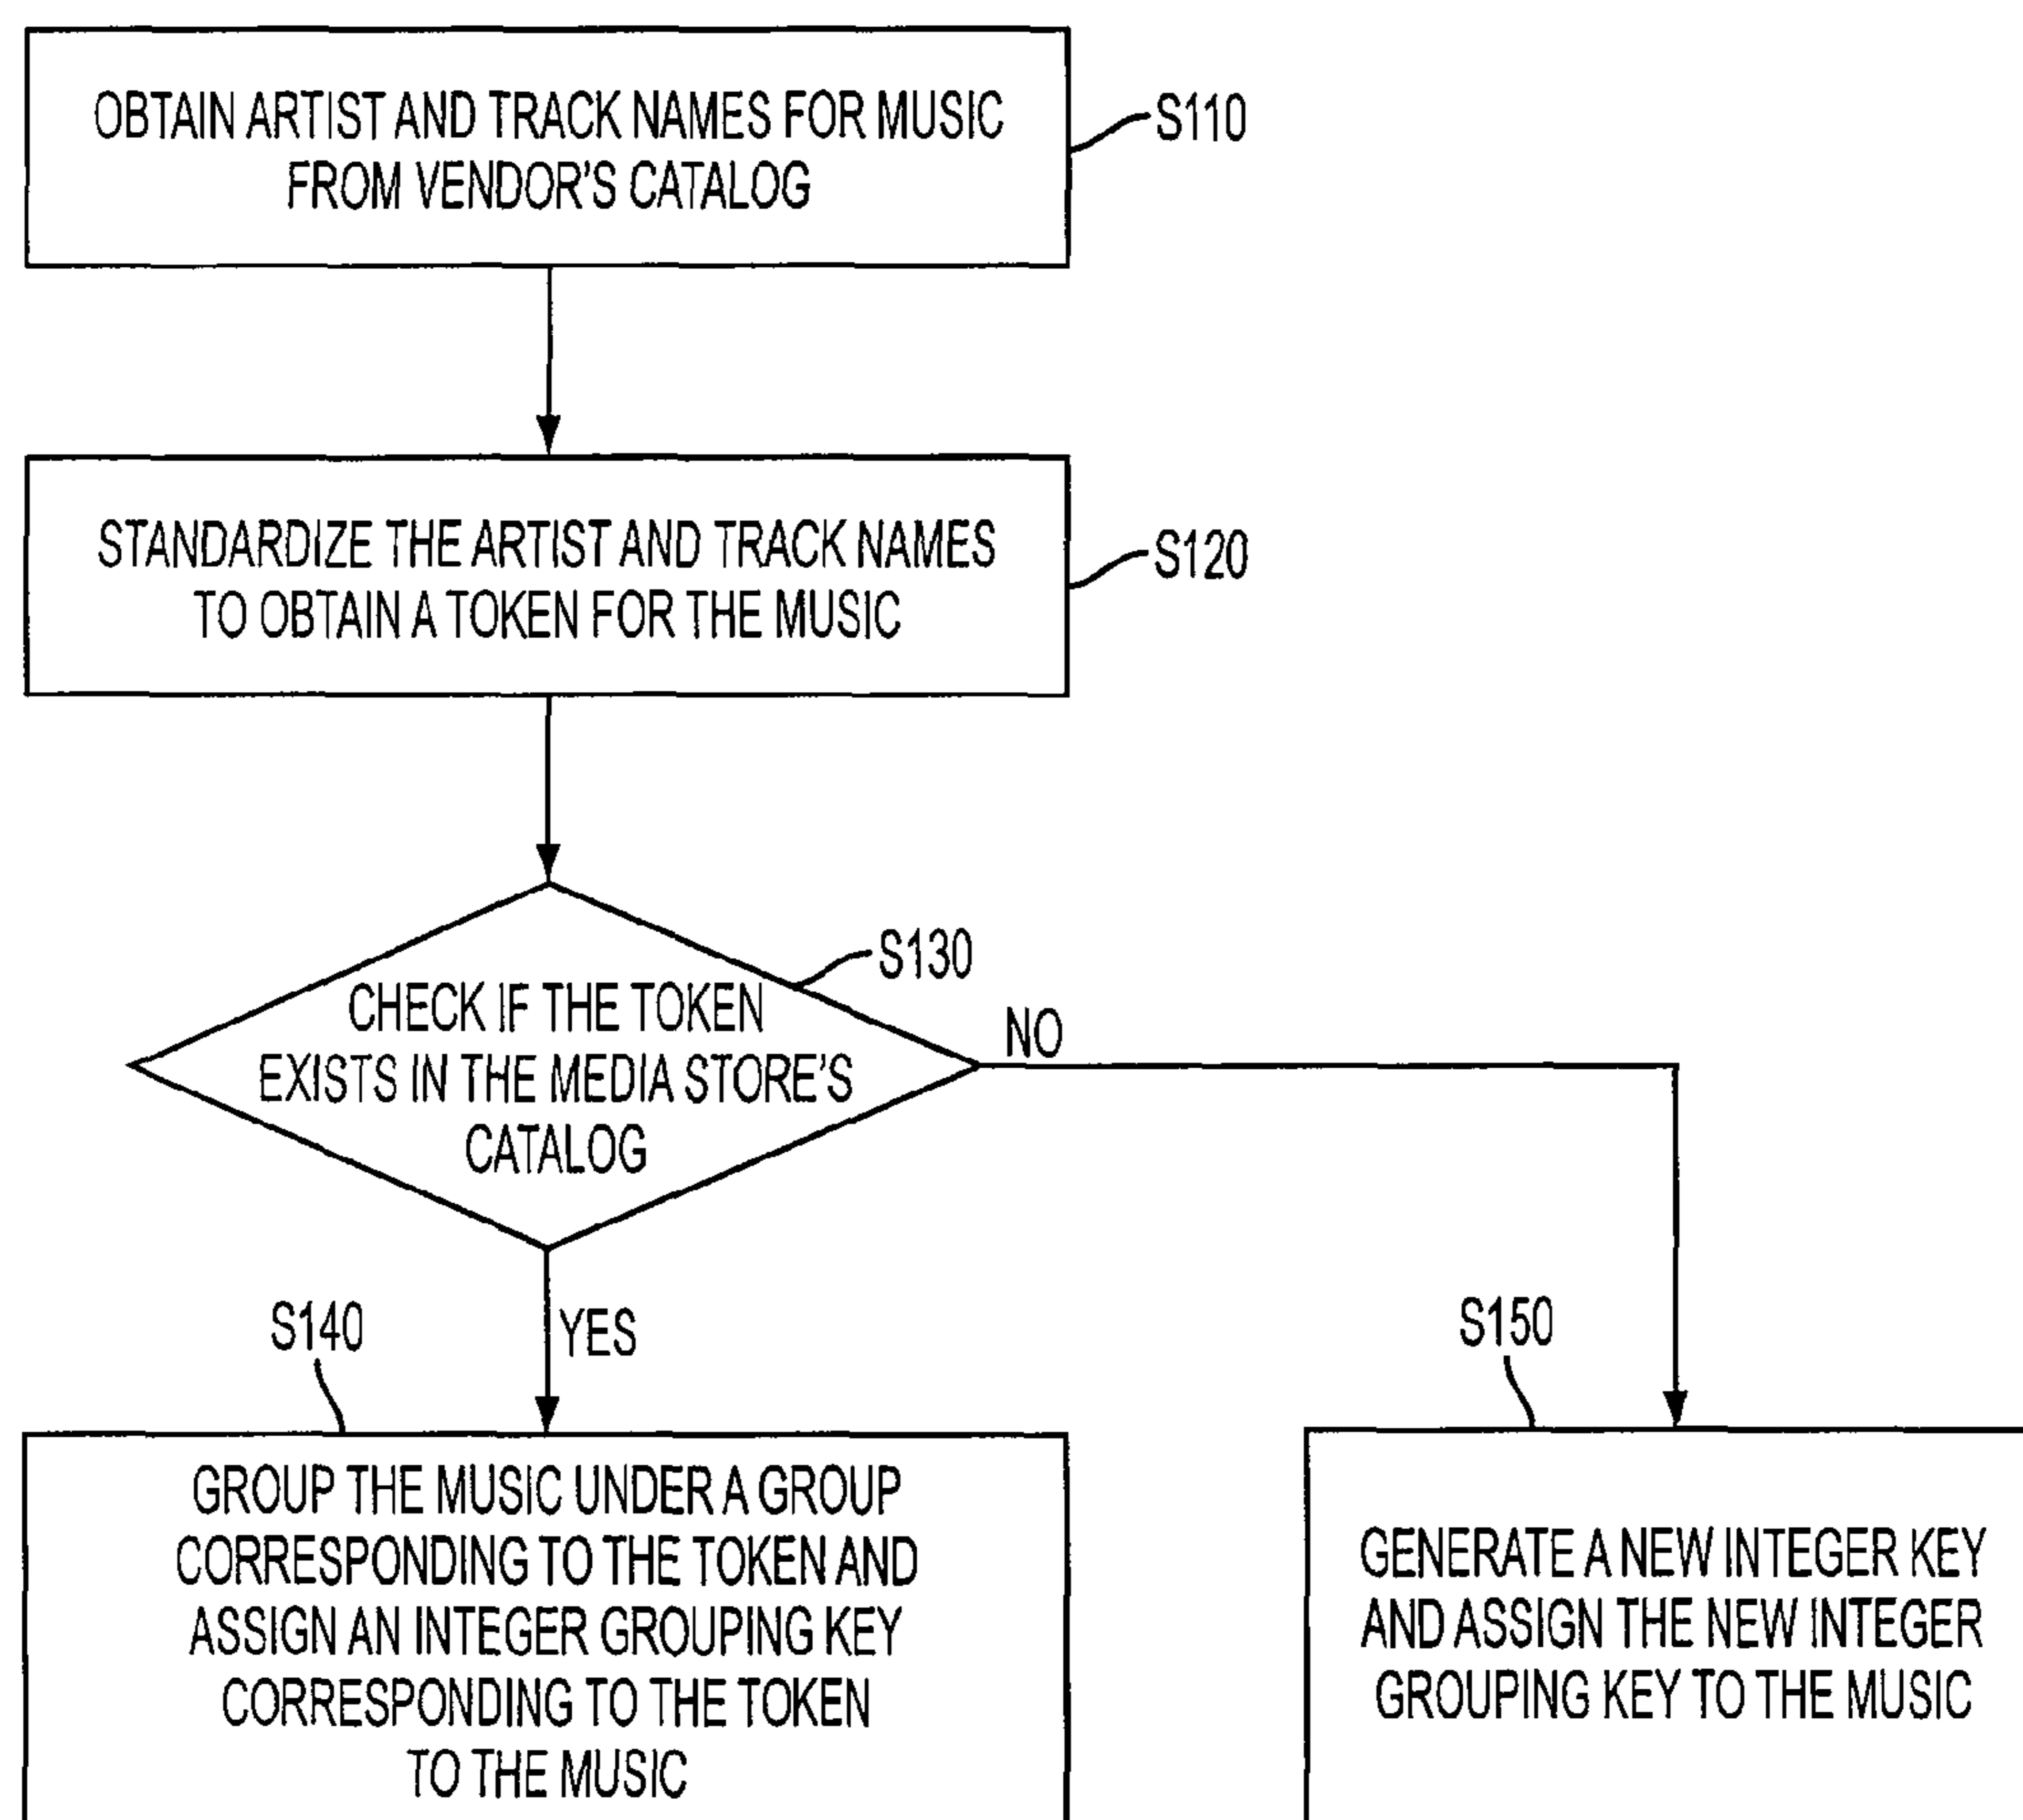 OBTAIN ARTIST AND TRACK NAMES FOR MUSIC
FROM VENDOR'S CATALOG
S110
STANDARDIZE THE ARTIST AND TRACK NAMES
TO OBTAIN A TOKEN FOR THE MUSIC
S120
S130
CHECK IF THE TOKEN
EXISTS IN THE MEDIA STORE'S
CATALOG
NO
YES
S140
GROUP THE MUSIC UNDER A GROUP
CORRESPONDING TO THE TOKEN AND
ASSIGN AN INTEGER GROUPING KEY
CORRESPONDING TO THE TOKEN
TO THE MUSIC
S150
GENERATE A NEW INTEGER KEY
AND ASSIGN THE NEW INTEGER
GROUPING KEY TO THE MUSIC